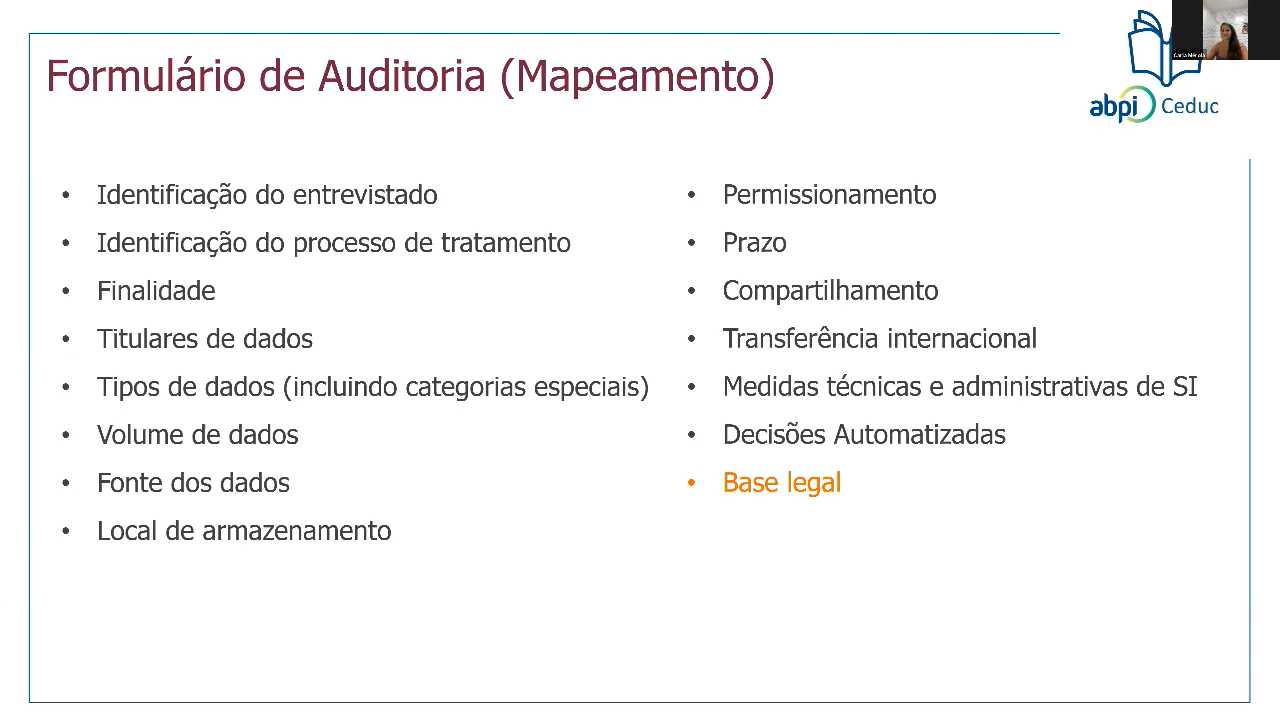 Formulário de Auditoria (Mapeamento)
abpi Ceduc
Identificação do entrevistado
Identificação do processo de tratamento
Finalidade
Titulares de dados
Tipos de dados (incluindo categorias especiais)
Volume de dados
Fonte dos dados
Local de armazenamento
Permissionamento
Prazo
Compartilhamento
Transferência internacional
Medidas técnicas e administrativas de SI
Decisões Automatizadas
Base legal